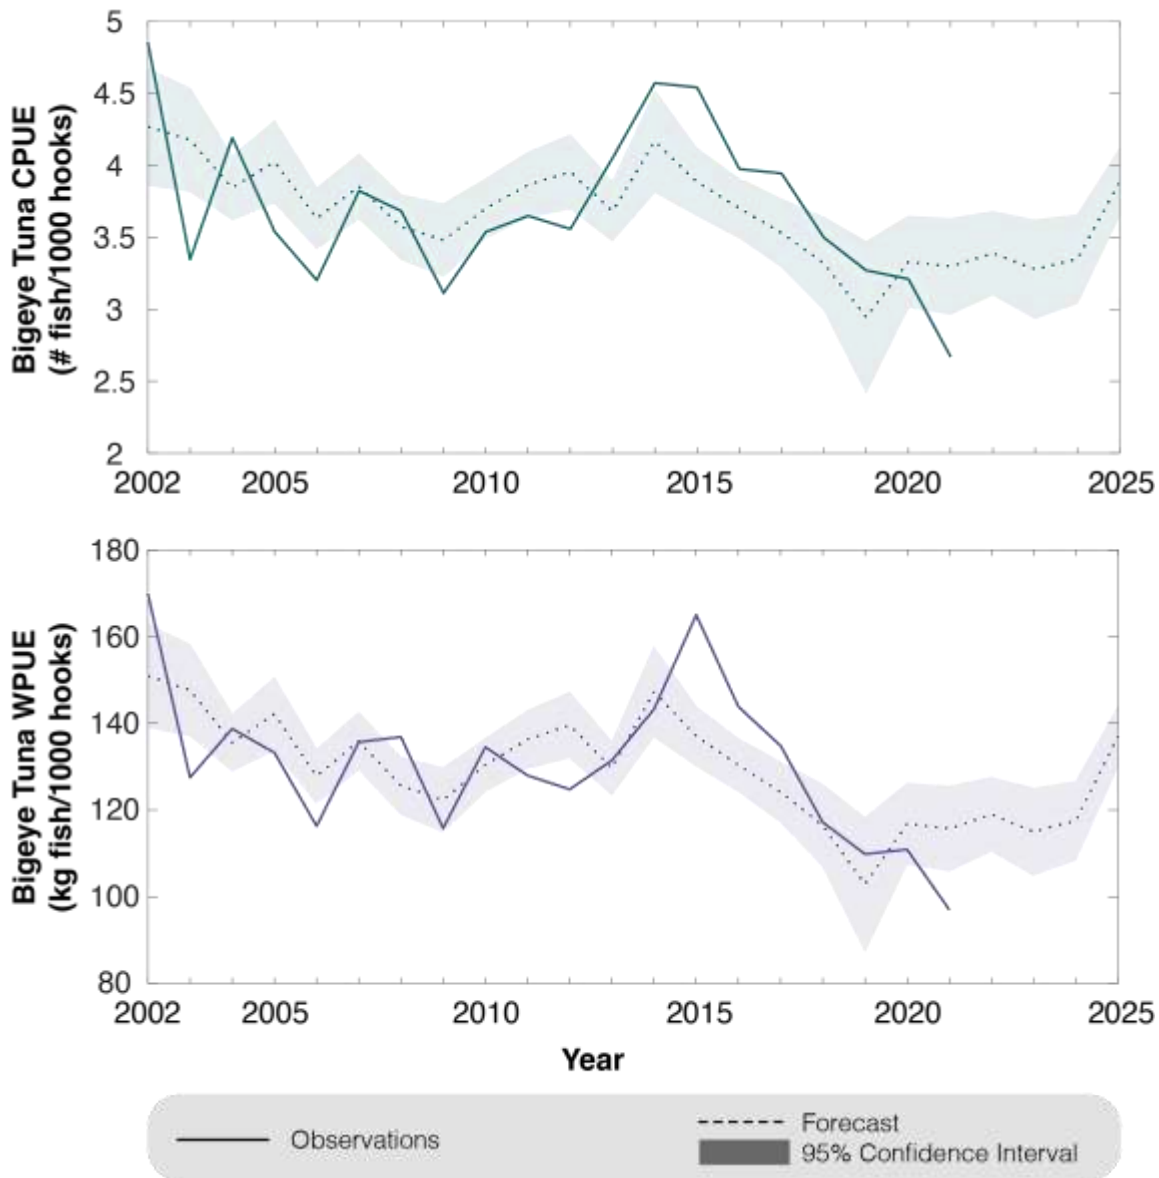 Bigeye Tuna CPUE
(# fish/1000 hooks)
5
4.5
4
3.5
3
2.5
2
2002 2005 2010 2015 2020 2025
Bigeye Tuna WPUE
(kg fish/1000 hooks)
180
160
140
120
100
80
2002 2005 2010 2015 2020 2025
Year
Observations
Forecast
95% Confidence Interval